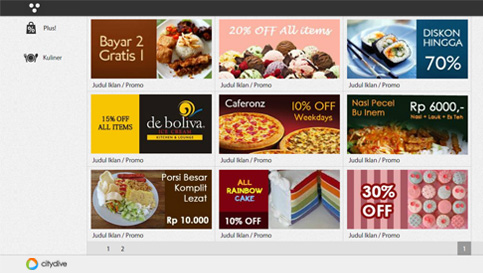 Plus!
Kuliner
Bayar 2
Gratis 1
20% OFF All items
DISKON
HINGGA
70%
Judul Iklan / Promo
Judul Iklan / Promo
Judul Iklan / Promo
15% OFF
ALL ITEMS
de boliva
ICE CREAM
KITCHEN & LOUNGE
Caferonz
10% OFF
Weekdays
Nasi Pecel
Bu Inem
Rp 6000,-
Nasi + Lauk + Es Teh
Judul Iklan / Promo
Judul Iklan / Promo
Judul Iklan / Promo
Porsi Besar
Komplit
Lezat
Rp 10.000
ALL
RAINBOW
CAKE
10% OFF
30%
OFF
Judul Iklan / Promo
Judul Iklan / Promo
Judul Iklan / Promo
1 2
1
citydive